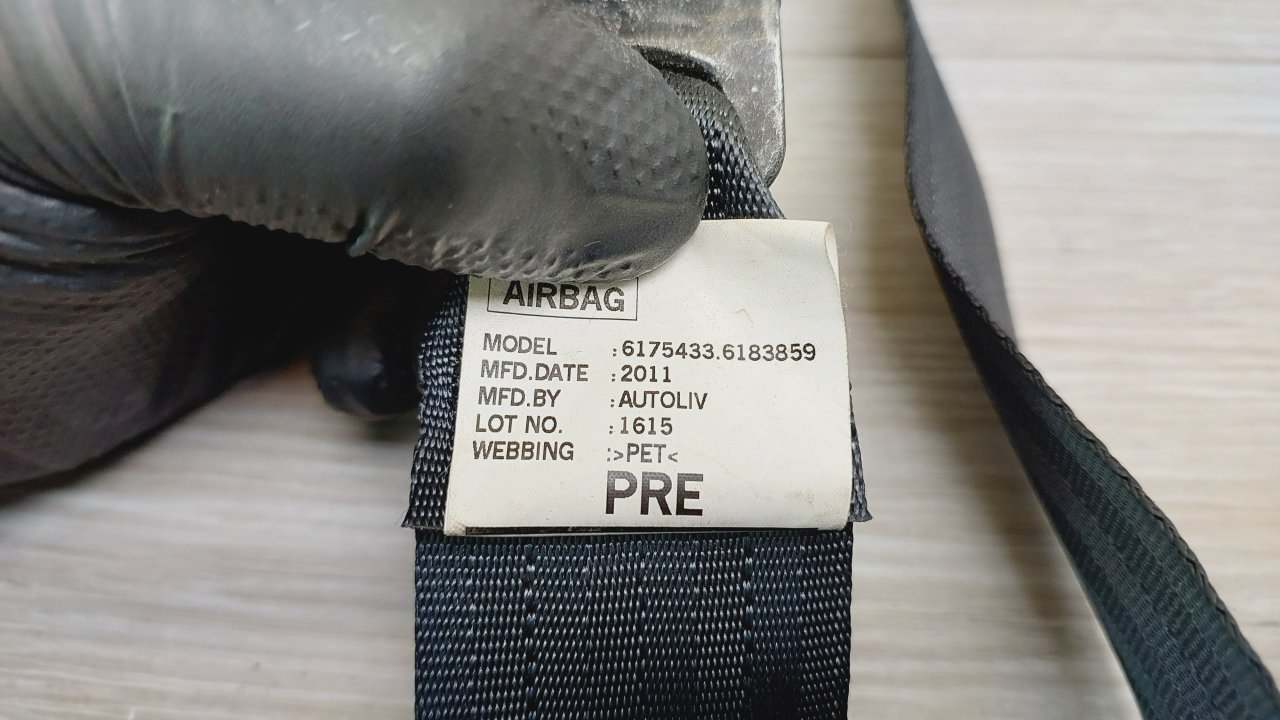 AIRBAG
MODEL :6175433.6183859
MFD.DATE :2011
MFD.BY :AUTOLIV
LOT NO. :1615
WEBBING :>PET<
PRE